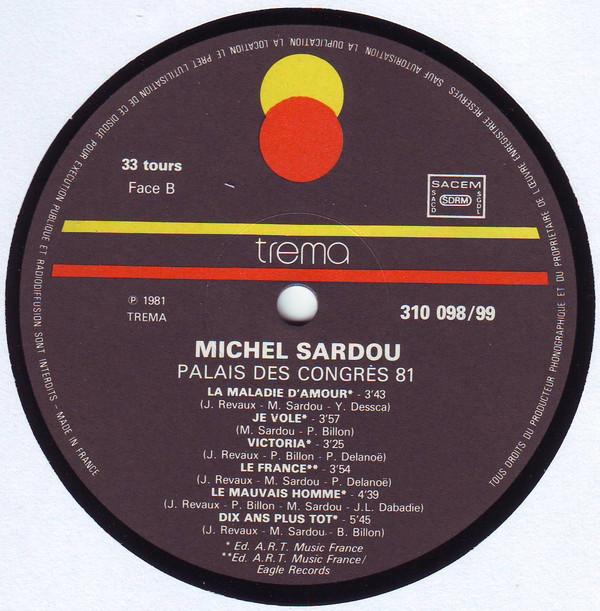 TOUS DROITS DU PRODUCTEUR PHONOGRAPHIQUE ET DU PROPRIETAIRE DE L'ŒUVRE ENREGISTREE RESERVES SAUF AUTORISATION LA DUPLICATION LA LOCATION LE PRET L'UTILISATION DE CE DISQUE POUR EXECUTION PUBLIQUE ET RADIODIFFUSION SONT INTERDITS - MADE IN FRANCE
33 tours
Face B
SACEM
SACD
SDRM
SGDL
trema
℗ 1981
TREMA
310 098/99
MICHEL SARDOU
PALAIS DES CONGRÈS 81
LA MALADIE D'AMOUR* - 3'43
(J. Revaux - M. Sardou - Y. Dessca)
JE VOLE* - 3'57
(M. Sardou - P. Billon)
VICTORIA* - 3'25
(J. Revaux - P. Billon - P. Delanoë)
LE FRANCE** - 3'54
(J. Revaux - M. Sardou - P. Delanoë)
LE MAUVAIS HOMME* - 4'39
(J. Revaux - P. Billon - M. Sardou - J.L. Dabadie)
DIX ANS PLUS TOT* - 5'45
(J. Revaux - M. Sardou - B. Billon)
* Ed. A.R.T. Music France
**Ed. A.R.T. Music France/
Eagle Records